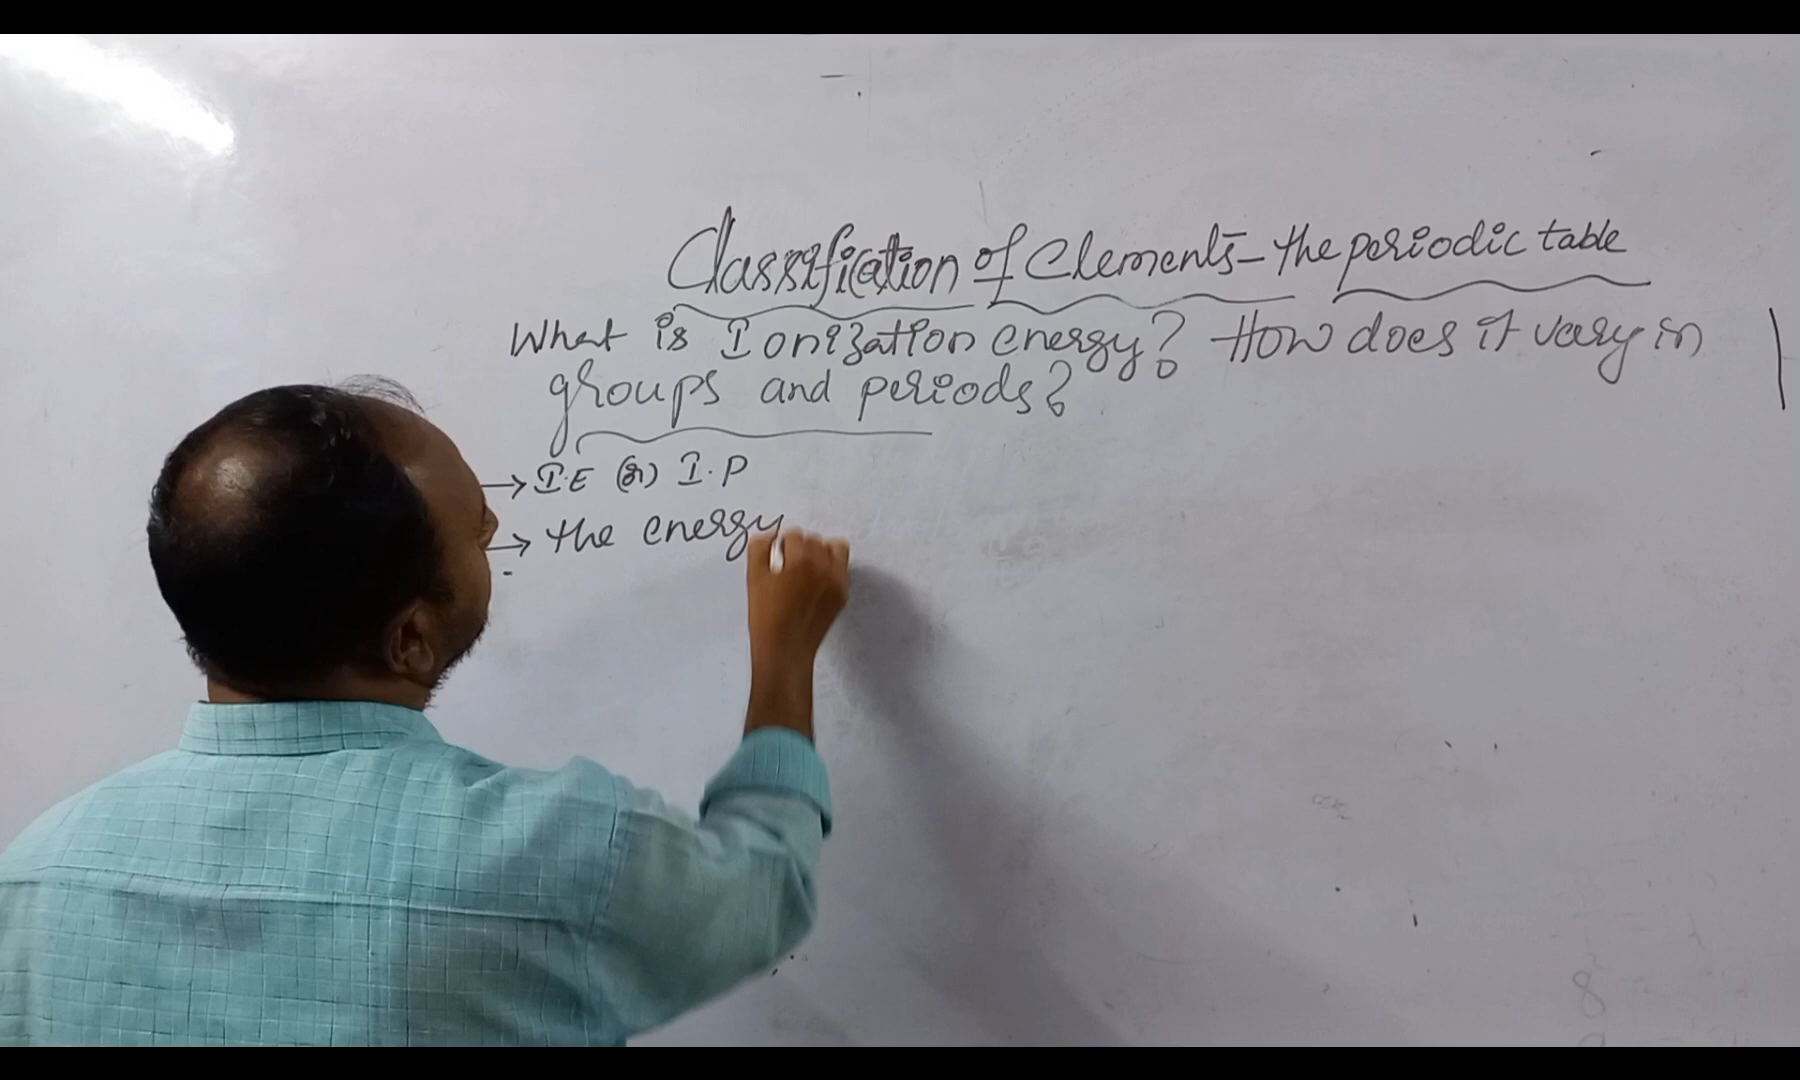 Classification of Elements - the periodic table
What is Ionization energy? How does it vary in
groups and periods?
→ I.E (or) I.P
→ the energy
8